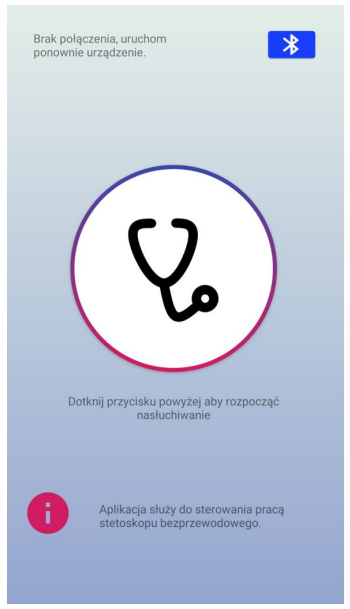 Brak połączenia, uruchom
ponownie urządzenie.
Dotknij przycisku powyżej aby rozpocząć
nasłuchiwanie
Aplikacja służy do sterowania pracą
stetoskopu bezprzewodowego.